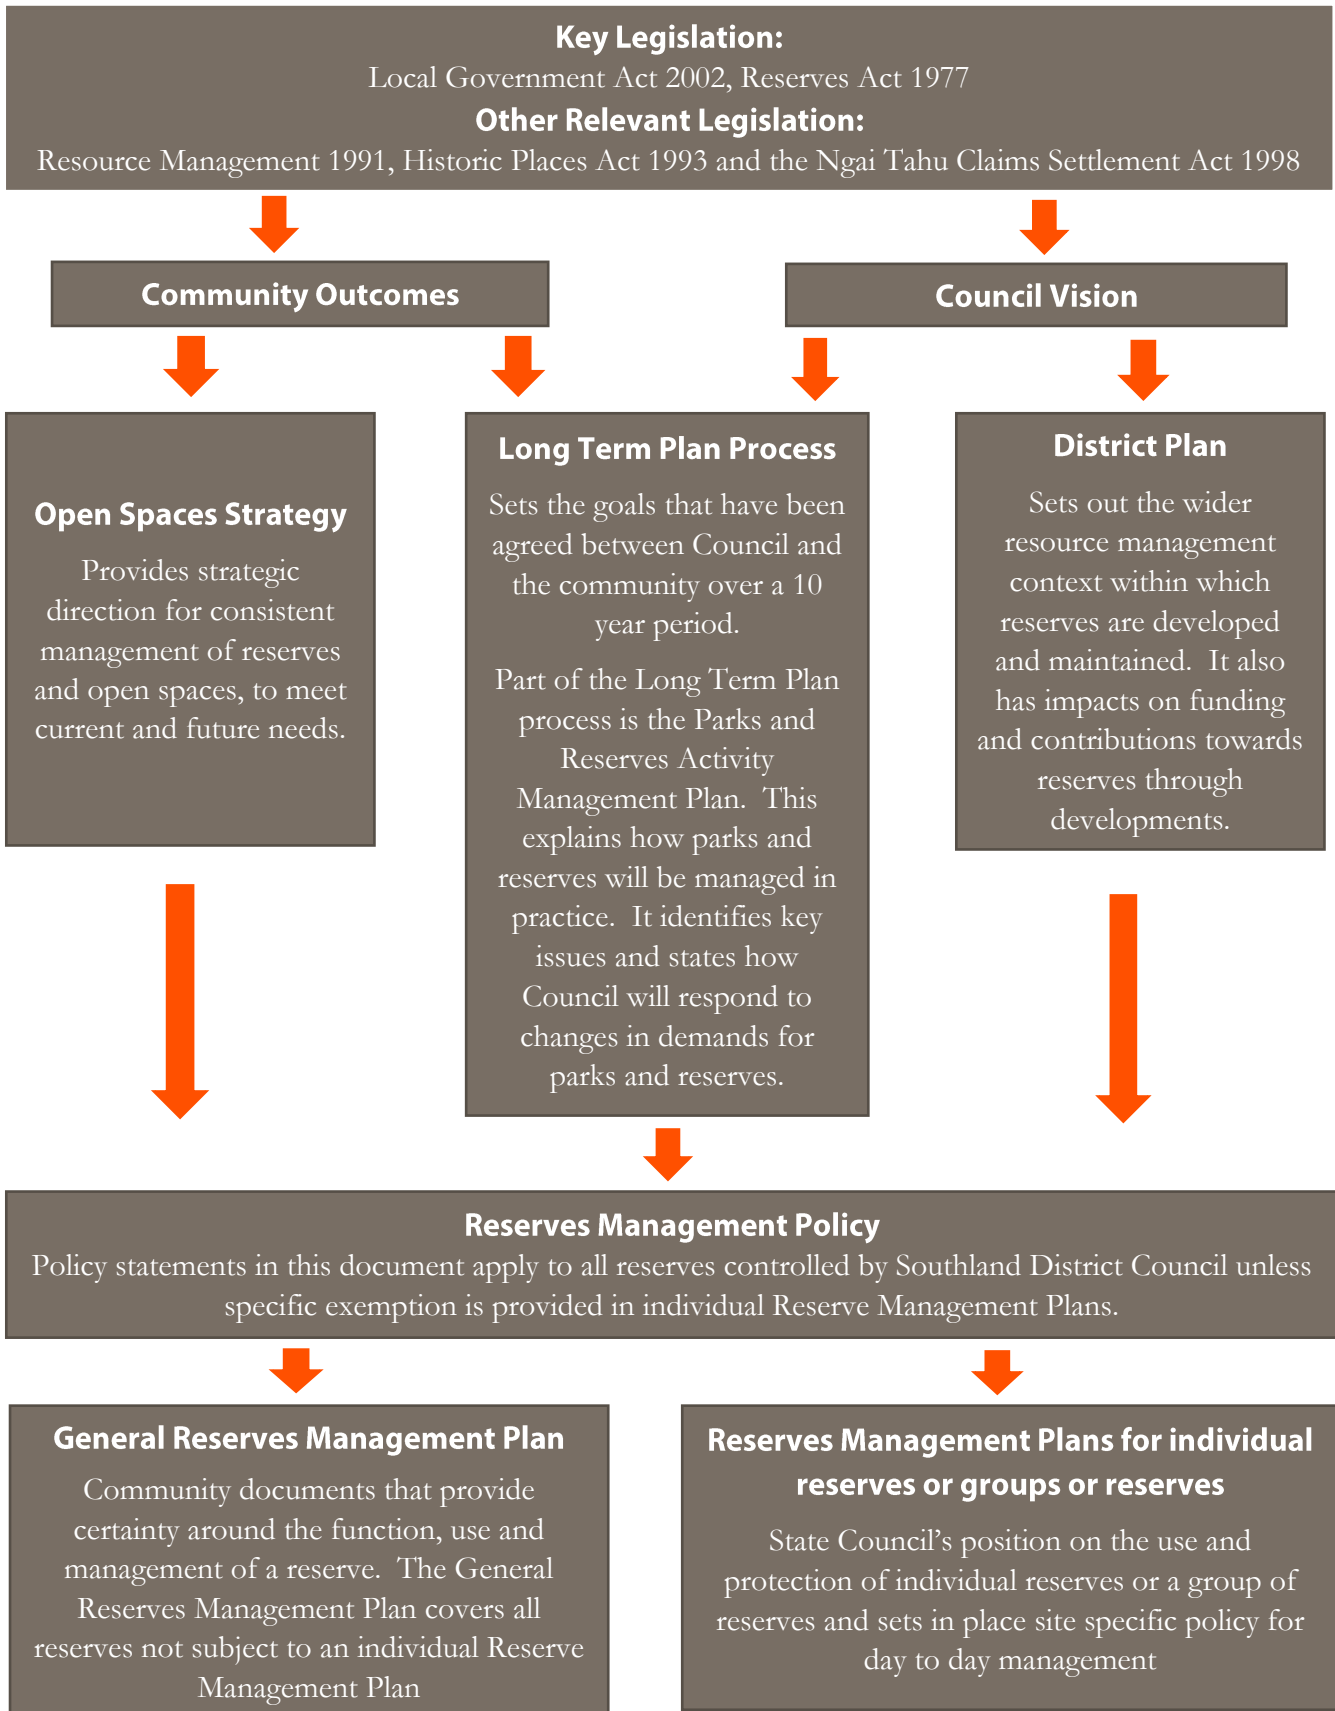 Key Legislation:
Local Government Act 2002, Reserves Act 1977
Other Relevant Legislation:
Resource Management 1991, Historic Places Act 1993 and the Ngai Tahu Claims Settlement Act 1998
Community Outcomes
Council Vision
Open Spaces Strategy
Provides strategic
direction for consistent
management of reserves
and open spaces, to meet
current and future needs.
Long Term Plan Process
Sets the goals that have been
agreed between Council and
the community over a 10
year period.
Part of the Long Term Plan
process is the Parks and
Reserves Activity
Management Plan.  This
explains how parks and
reserves will be managed in
practice.  It identifies key
issues and states how
Council will respond to
changes in demands for
parks and reserves.
District Plan
Sets out the wider
resource management
context within which
reserves are developed
and maintained.  It also
has impacts on funding
and contributions towards
reserves through
developments.
Reserves Management Policy
Policy statements in this document apply to all reserves controlled by Southland District Council unless
specific exemption is provided in individual Reserve Management Plans.
General Reserves Management Plan
Community documents that provide
certainty around the function, use and
management of a reserve.  The General
Reserves Management Plan covers all
reserves not subject to an individual Reserve
Management Plan
Reserves Management Plans for individual
reserves or groups or reserves
State Council's position on the use and
protection of individual reserves or a group of
reserves and sets in place site specific policy for
day to day management